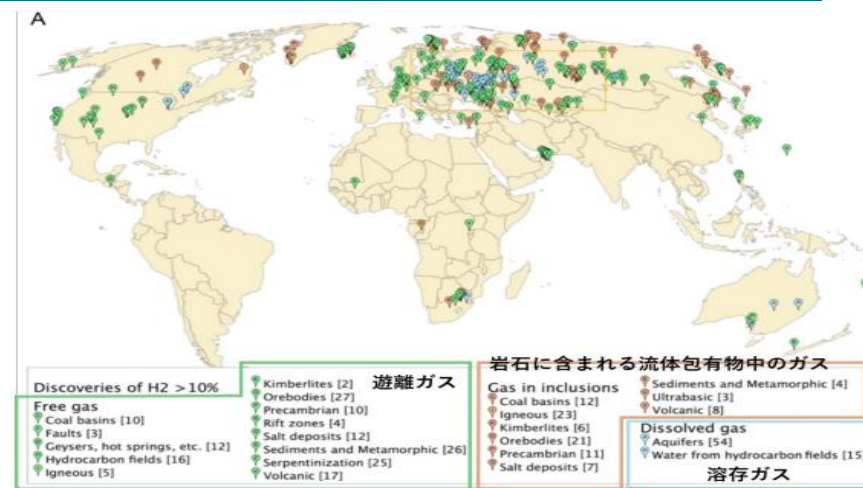 A
Discoveries of H2 >10%
Free gas
Coal basins [10]
Faults [3]
Geysers, hot springs, etc. [12]
Hydrocarbon fields [16]
Igneous [5]
遊離ガス
Kimberlites [2]
Orebodies [27]
Precambrian [10]
Rift zones [4]
Salt deposits [12]
Sediments and Metamorphic [26]
Serpentinization [25]
Volcanic [17]
岩石に含まれる流体包有物中のガス
Gas in inclusions
Coal basins [12]
Igneous [23]
Kimberlites [6]
Orebodies [21]
Precambrian [11]
Salt deposits [7]
Sediments and Metamorphic [4]
Ultrabasic [3]
Volcanic [8]
Dissolved gas
Aquifers [54]
Water from hydrocarbon fields [15]
溶存ガス